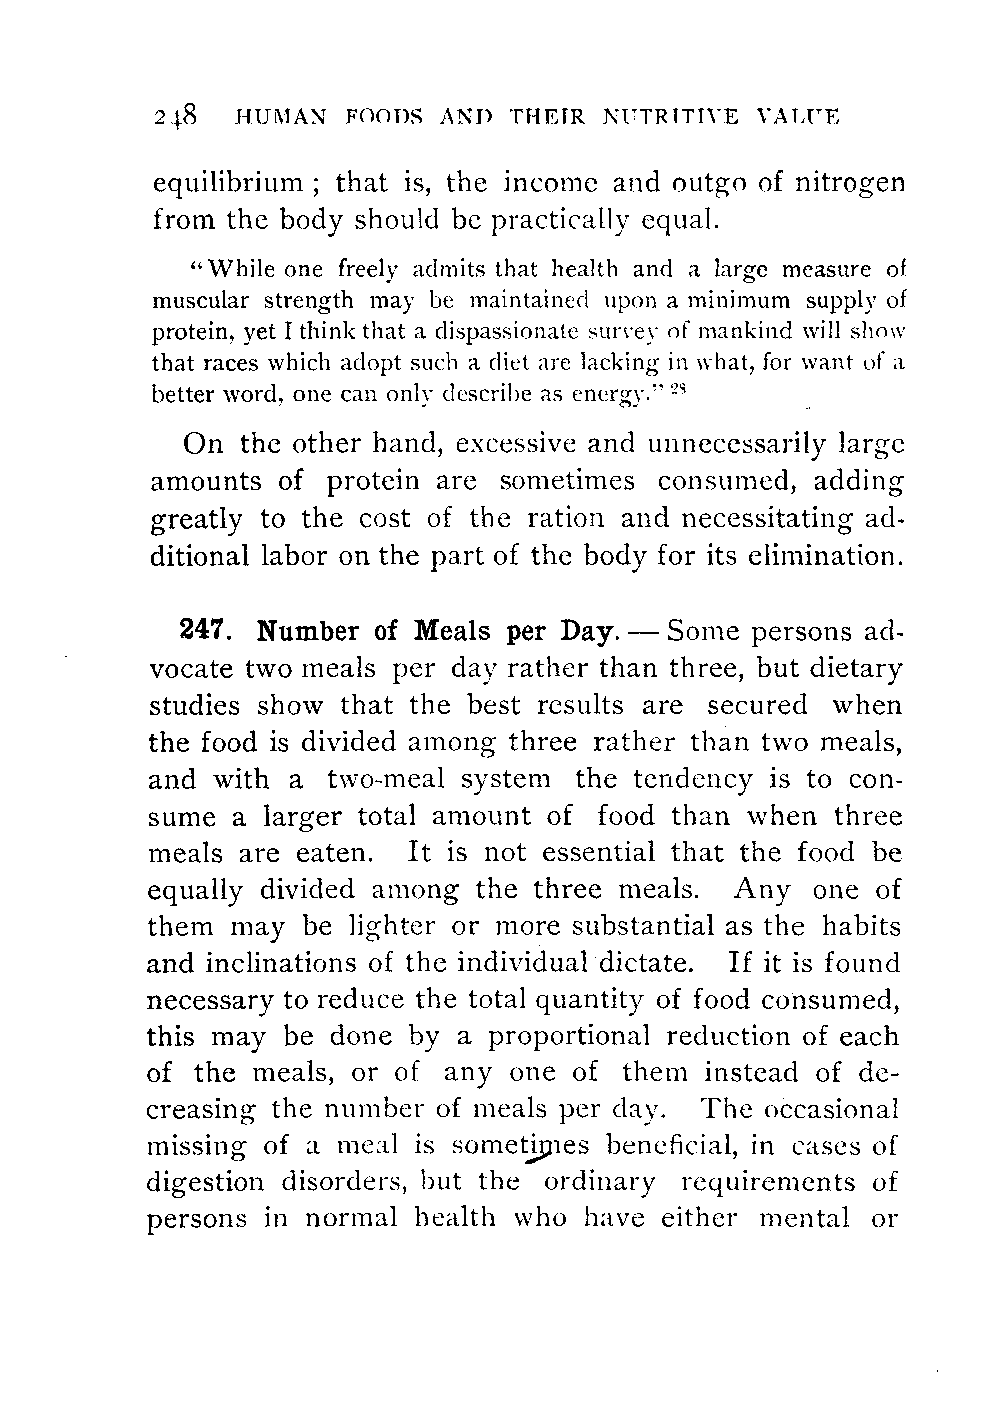 248 HUMAN FOODS AND THEIR NUTRITIVE VALUE
equilibrium ; that is, the income and outgo of nitrogen
from the body should be practically equal.
“While one freely admits that health and a large measure of
muscular strength may be maintained upon a minimum supply of
protein, yet I think that a dispassionate survey of mankind will show
that races which adopt such a diet are lacking in what, for want of a
better word, one can only describe as energy.” 28
On the other hand, excessive and unnecessarily large
amounts of protein are sometimes consumed, adding
greatly to the cost of the ration and necessitating ad-
ditional labor on the part of the body for its elimination.
247. Number of Meals per Day. — Some persons ad-
vocate two meals per day rather than three, but dietary
studies show that the best results are secured when
the food is divided among three rather than two meals,
and with a two-meal system the tendency is to con-
sume a larger total amount of food than when three
meals are eaten. It is not essential that the food be
equally divided among the three meals. Any one of
them may be lighter or more substantial as the habits
and inclinations of the individual dictate. If it is found
necessary to reduce the total quantity of food consumed,
this may be done by a proportional reduction of each
of the meals, or of any one of them instead of de-
creasing the number of meals per day. The occasional
missing of a meal is sometimes beneficial, in cases of
digestion disorders, but the ordinary requirements of
persons in normal health who have either mental or